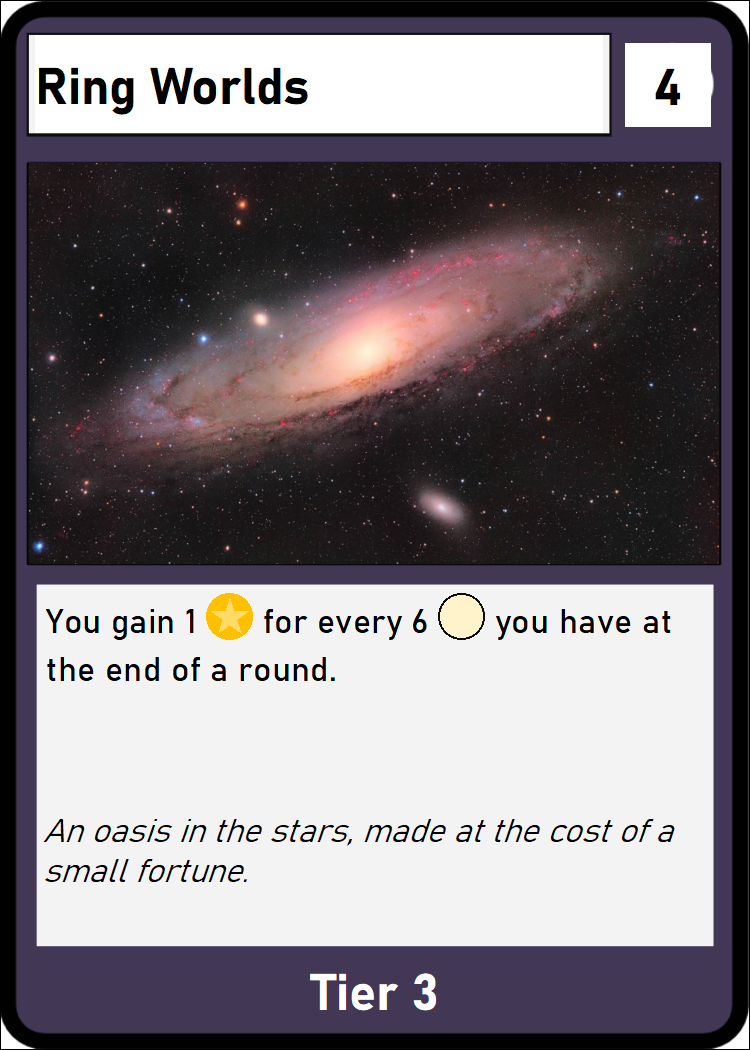 Ring Worlds
4
You gain 1 for every 6 you have at
the end of a round.
An oasis in the stars, made at the cost of a
small fortune.
Tier 3